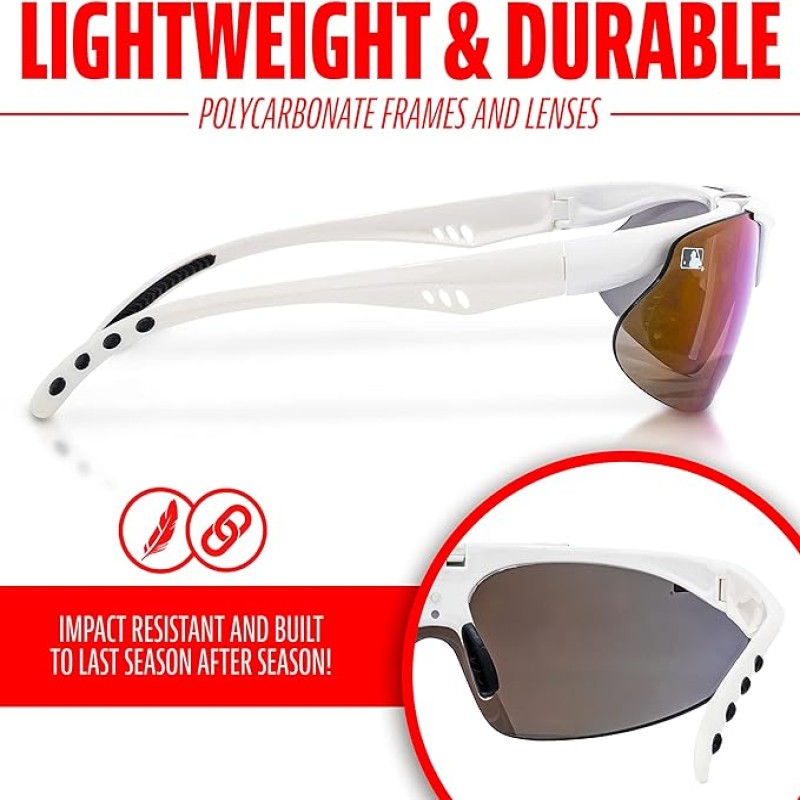 LIGHTWEIGHT & DURABLE
POLYCARBONATE FRAMES AND LENSES
IMPACT RESISTANT AND BUILT
TO LAST SEASON AFTER SEASON!